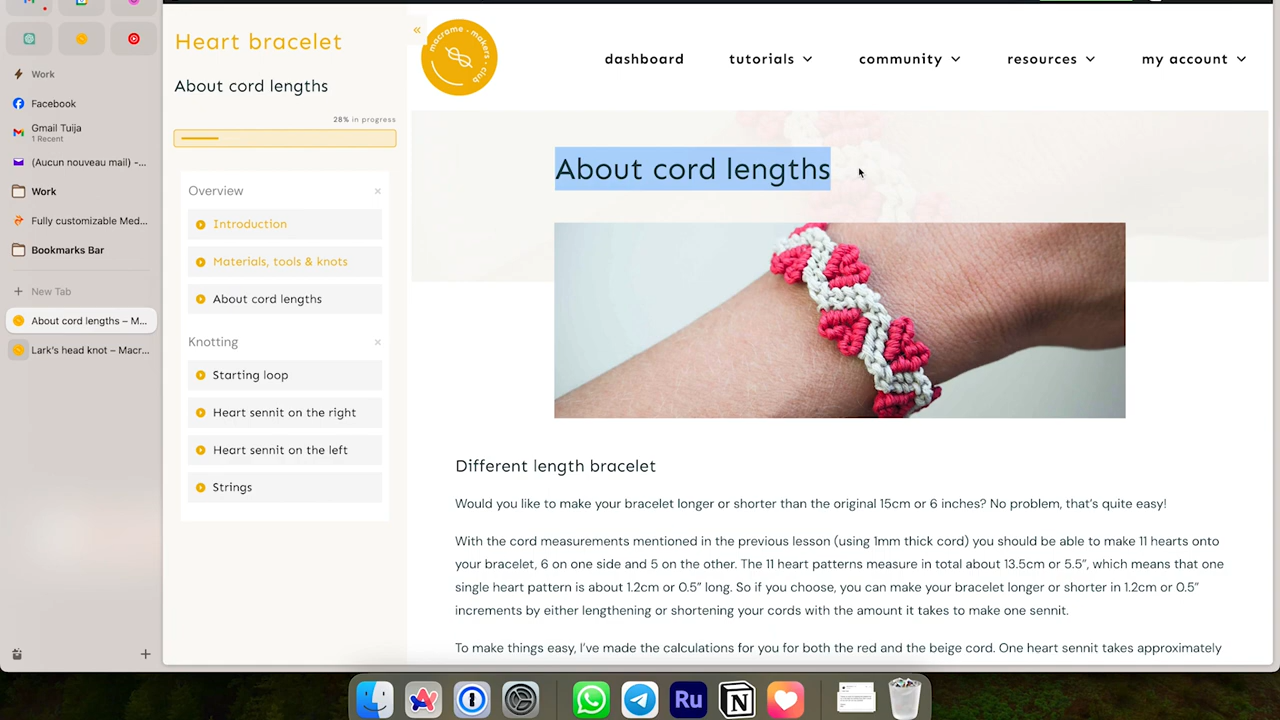 Work
Facebook
Gmail Tuija
1 Recent
(Aucun nouveau mail) -...
Work
Fully customizable Med...
Bookmarks Bar
New Tab
About cord lengths – M...
Lark's head knot – Macr...
Heart bracelet
About cord lengths
28% in progress
Overview
Introduction
Materials, tools & knots
About cord lengths
Knotting
Starting loop
Heart sennit on the right
Heart sennit on the left
Strings
macrame • makers • club
dashboard
tutorials
community
resources
my account
About cord lengths
Different length bracelet
Would you like to make your bracelet longer or shorter than the original 15cm or 6 inches? No problem, that's quite easy!
With the cord measurements mentioned in the previous lesson (using 1mm thick cord) you should be able to make 11 hearts onto
your bracelet, 6 on one side and 5 on the other. The 11 heart patterns measure in total about 13.5cm or 5.5”, which means that one
single heart pattern is about 1.2cm or 0.5” long. So if you choose, you can make your bracelet longer or shorter in 1.2cm or 0.5”
increments by either lengthening or shortening your cords with the amount it takes to make one sennit.
To make things easy, I've made the calculations for you for both the red and the beige cord. One heart sennit takes approximately
Ru